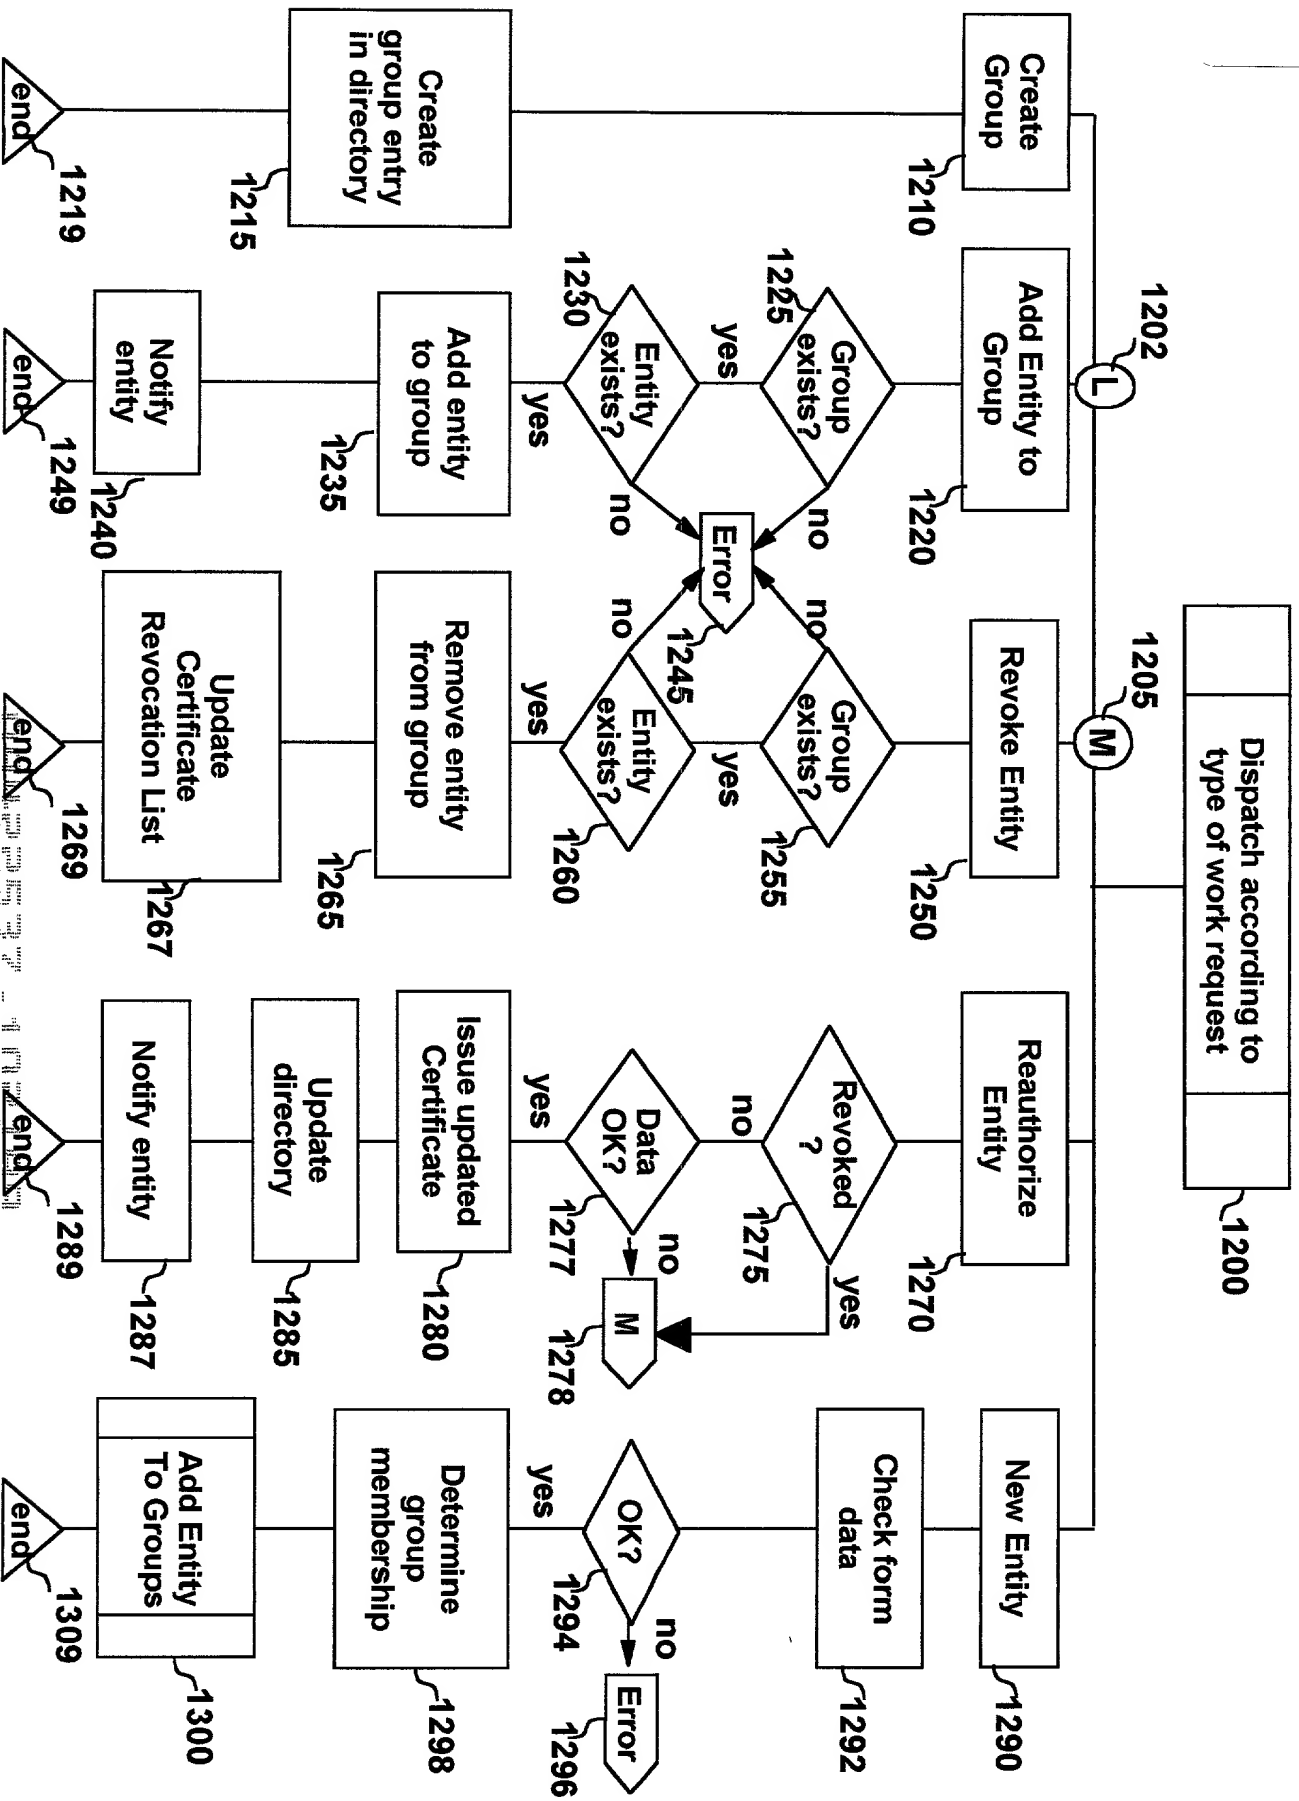 Dispatch according to
type of work request
1200
1202
L
1205
M
Create
Group
1210
Create
group entry
in directory
1215
end
1219
Add Entity to
Group
1220
Group
exists?
1225
yes
no
Entity
exists?
1230
yes
no
Error
1245
Add entity
to group
1235
Notify
entity
1240
end
1249
Revoke Entity
1250
Group
exists?
1255
no
yes
Entity
exists?
1260
no
yes
Remove entity
from group
1265
Update
Certificate
Revocation List
1267
end
1269
Reauthorize
Entity
1270
Revoked
?
1275
yes
no
Data
OK?
1277
no
M
1278
yes
Issue updated
Certificate
1280
Update
directory
1285
Notify entity
1287
end
1289
New Entity
1290
Check form
data
1292
OK?
1294
no
Error
1296
yes
Determine
group
membership
1298
Add Entity
To Groups
1300
end
1309